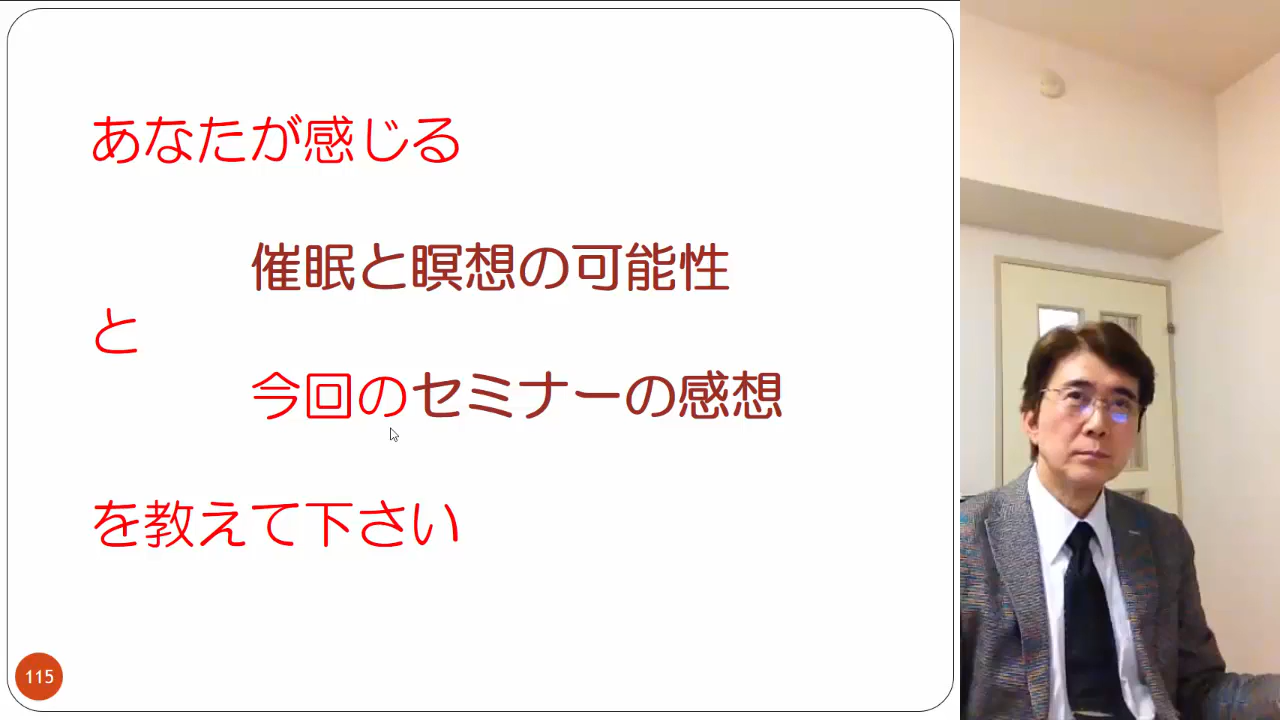 あなたが感じる
催眠と瞑想の可能性
と
今回のセミナーの感想
を教えて下さい
115